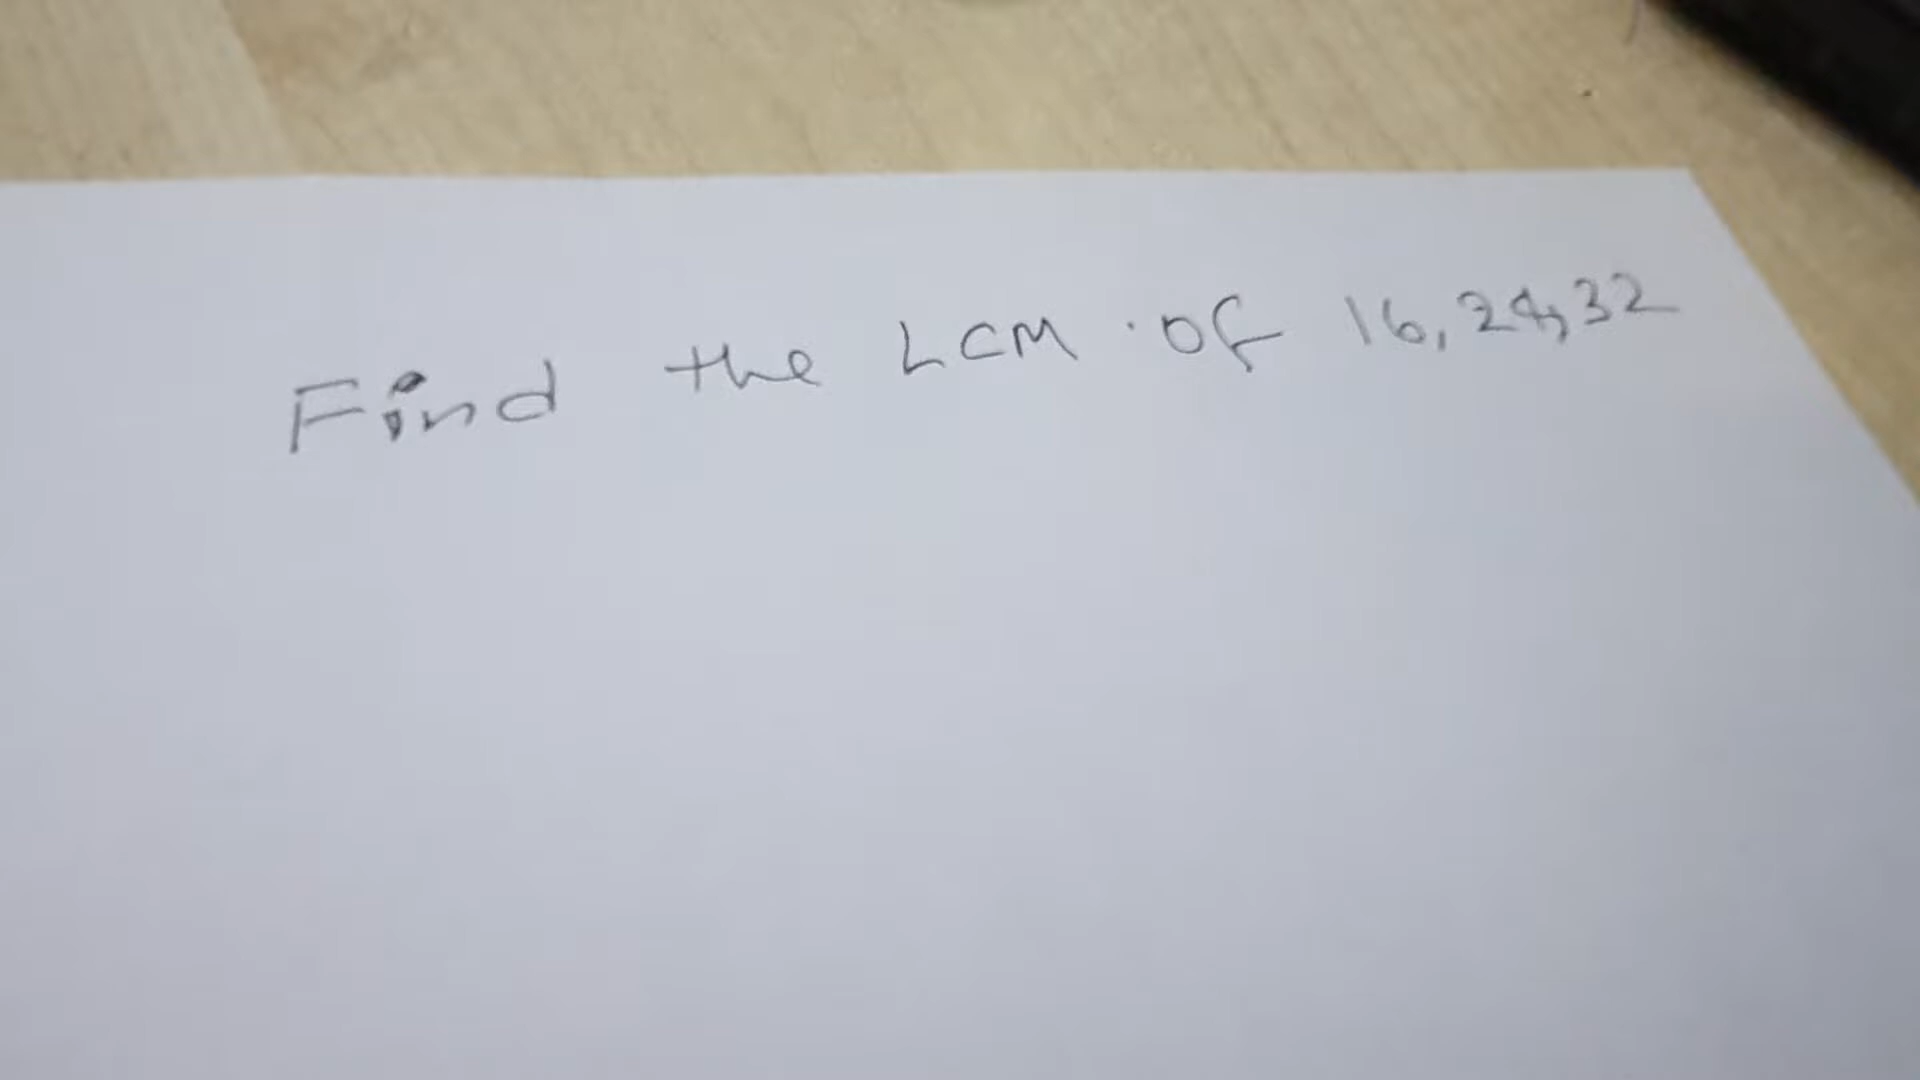 Find the LCM of 16,24,32